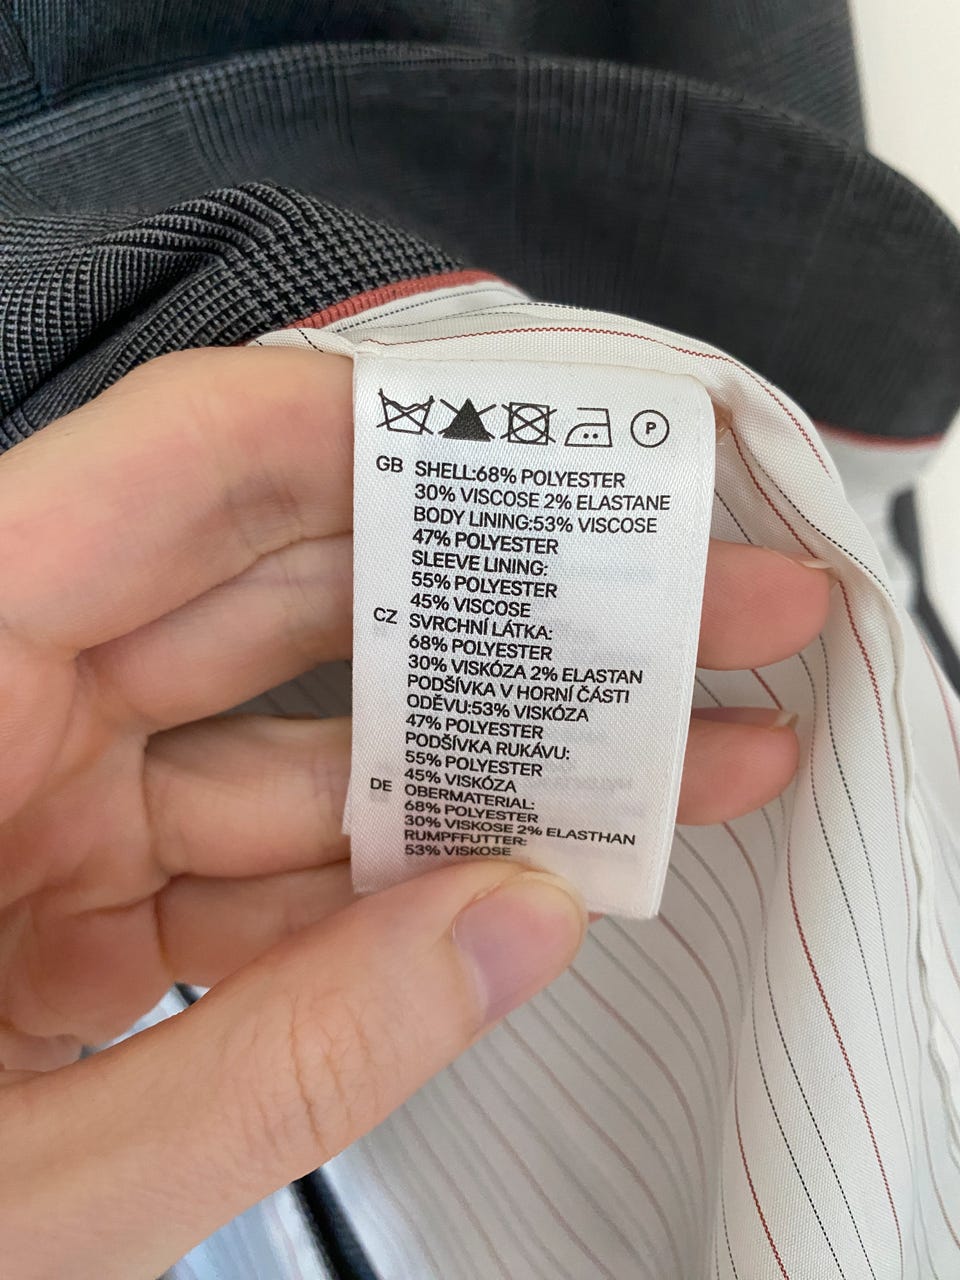 P
GB SHELL:68% POLYESTER
30% VISCOSE 2% ELASTANE
BODY LINING:53% VISCOSE
47% POLYESTER
SLEEVE LINING:
55% POLYESTER
45% VISCOSE
CZ SVRCHNÍ LÁTKA:
68% POLYESTER
30% VISKÓZA 2% ELASTAN
PODŠÍVKA V HORNÍ ČÁSTI
ODĚVU:53% VISKÓZA
47% POLYESTER
PODŠÍVKA RUKÁVU:
55% POLYESTER
45% VISKÓZA
DE OBERMATERIAL:
68% POLYESTER
30% VISKOSE 2% ELASTHAN
RUMPFFUTTER:
53% VISKOSE